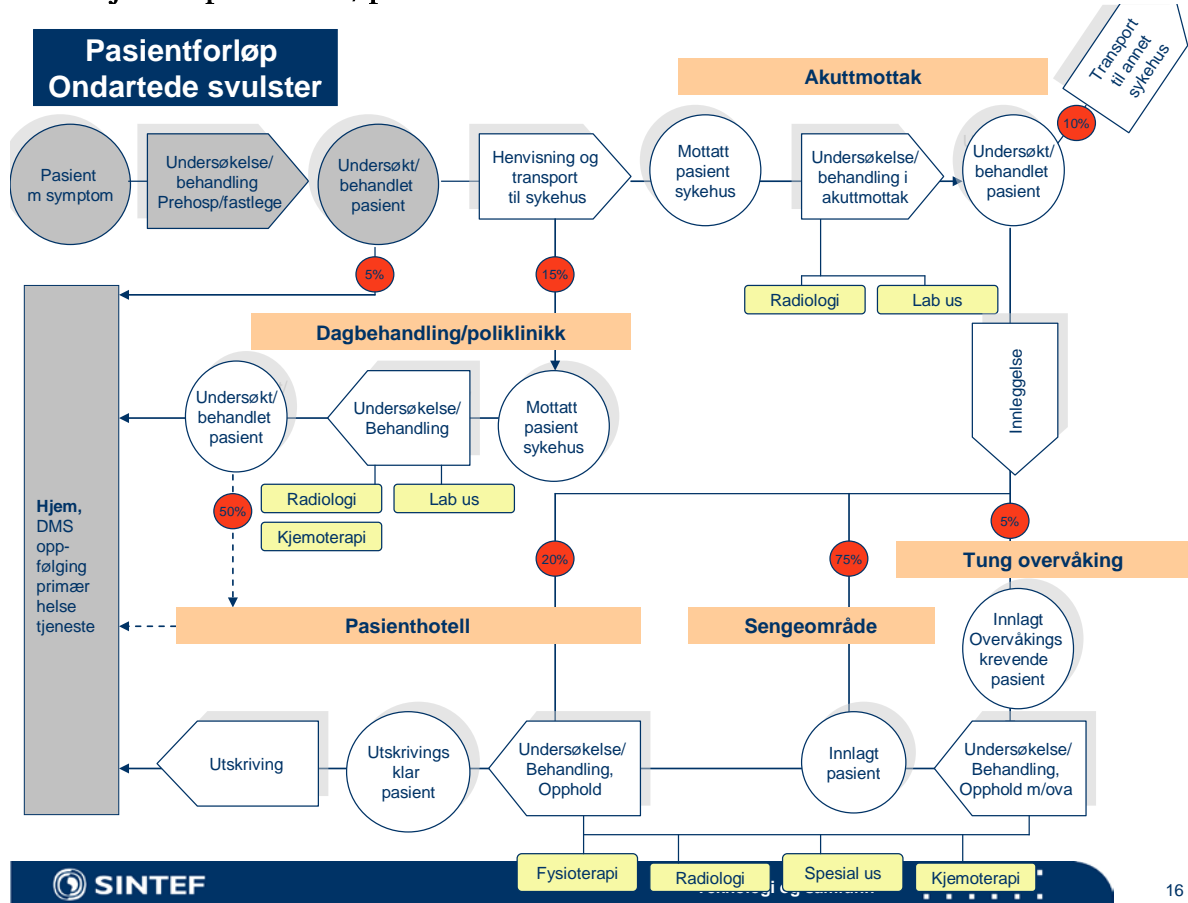 Pasientforløp
Ondartede svulster
Akuttmottak
Transport
til annet
sykehus
10%
Pasient
m symptom
Undersøkelse/
behandling
Prehosp/fastlege
Undersøkt/
behandlet
pasient
Henvisning og
transport
til sykehus
Mottatt
pasient
sykehus
Undersøkelse/
behandling i
akuttmottak
Undersøkt/
behandlet
pasient
5%
15%
Radiologi
Lab us
Dagbehandling/poliklinikk
Innleggelse
Undersøkt/
behandlet
pasient
Undersøkelse/
Behandling
Mottatt
pasient
sykehus
Radiologi
Lab us
Kjemoterapi
50%
20%
75%
5%
Hjem,
DMS
opp-
følging
primær
helse
tjeneste
Tung overvåking
Pasienthotell
Sengeområde
Innlagt
Overvåkings
krevende
pasient
Utskriving
Utskrivings
klar
pasient
Undersøkelse/
Behandling,
Opphold
Innlagt
pasient
Undersøkelse/
Behandling,
Opphold m/ova
Fysioterapi
Radiologi
Spesial us
Kjemoterapi
SINTEF
16